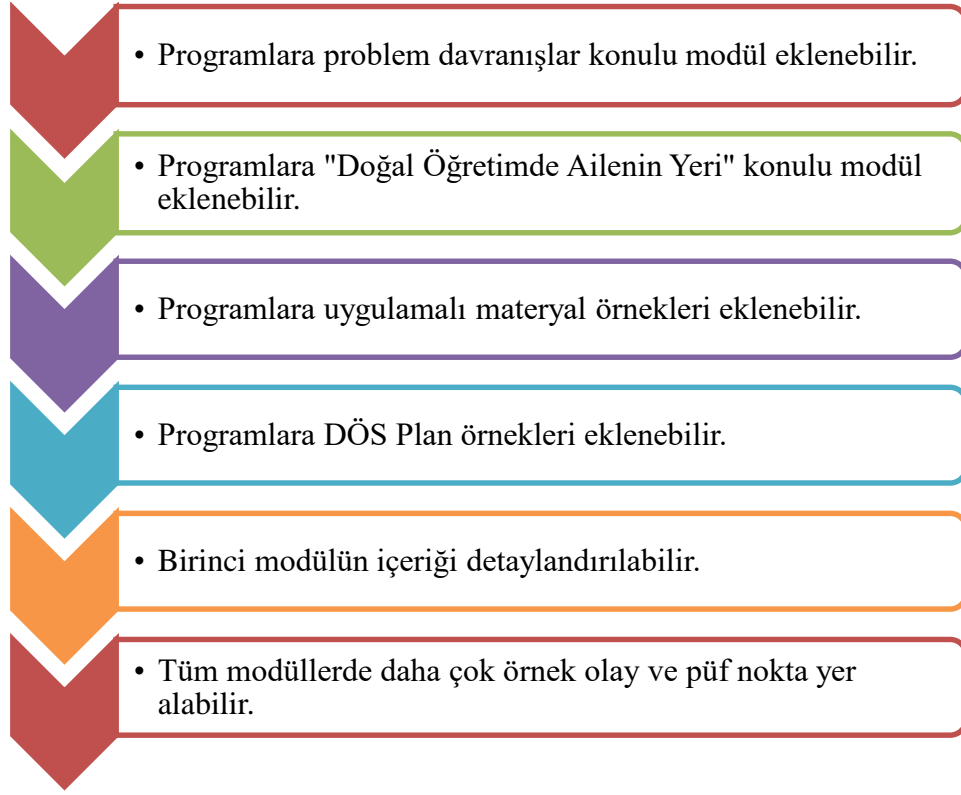 • Programlara problem davranışlar konulu modül eklenebilir.
• Programlara "Doğal Öğretimde Ailenin Yeri" konulu modül
eklenebilir.
• Programlara uygulamalı materyal örnekleri eklenebilir.
• Programlara DÖS Plan örnekleri eklenebilir.
• Birinci modülün içeriği detaylandırılabilir.
• Tüm modüllerde daha çok örnek olay ve püf nokta yer
alabilir.